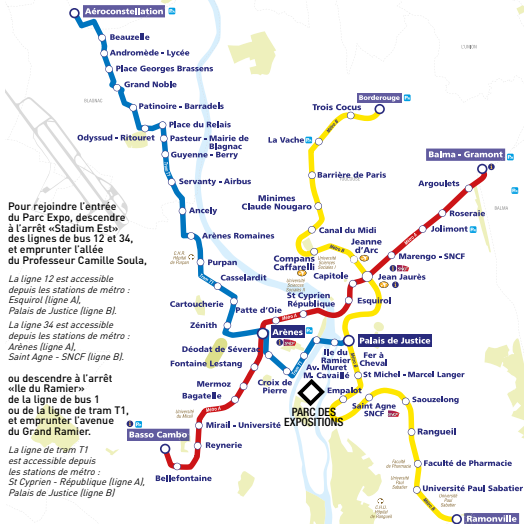 Aéroconstellation
Beauzelle
Andromède - Lycée
Place Georges Brassens
Grand Noble
Patinoire - Barradels
Place du Relais
Odyssud - Ritouret
Pasteur - Mairie de
Blagnac
Guyenne - Berry
Servanty - Airbus
Ancely
Arènes Romaines
Purpan
Casselardit
Cartoucherie
Zénith
Patte d'Oie
Arènes
Déodat de Séverac
Fontaine Lestang
Mermoz
Bagatelle
Croix de
Pierre
Mirail - Université
Basso Cambo
Reynerie
Bellefontaine
Borderouge
Trois Cocus
La Vache
Barrière de Paris
Minimes
Claude Nougaro
Canal du Midi
Compans
Caffarelli
Jeanne
d'Arc
Balma - Gramont
Argoulets
Roseraie
Jolimont
Marengo - SNCF
Jean Jaurès
Capitole
St Cyprien
République
Esquirol
Palais de Justice
Ile du
Ramier
Fer à
Cheval
Av. Muret
M. Cavaillé
St Michel - Marcel Langer
Empalot
PARC DES
EXPOSITIONS
Saint Agne
SNCF
Saouzelong
Rangueil
Faculté de Pharmacie
Université Paul Sabatier
Ramonville
Métro A
Métro B
BLAGNAC
BALMA
Pour rejoindre l'entrée
du Parc Expo, descendre
à l'arrêt «Stadium Est»
des lignes de bus 12 et 34,
et emprunter l'allée
du Professeur Camille Soula,
La ligne 12 est accessible
depuis les stations de métro :
Esquirol (ligne A),
Palais de Justice (ligne B).
La ligne 34 est accessible
depuis les stations de métro :
Arènes (ligne A),
Saint Agne - SNCF (ligne B).
ou descendre à l'arrêt
«Ile du Ramier»
de la ligne de bus 1
ou de la ligne de tram T1,
et emprunter l'avenue
du Grand Ramier.
La ligne de tram T1
est accessible depuis
les stations de métro :
St Cyprien - République (ligne A),
Palais de Justice (ligne B)